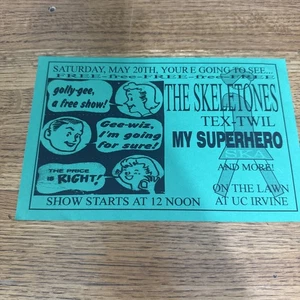 SATURDAY, MAY 20TH, YOUR E GOING TO SEE...
FREE-free-FREE-free-FREE
golly-gee,
a free show!
Gee-wiz,
I'm going
for sure!
THE PRICE
IS RIGHT!
THE SKELETONES
TEX-TWIL
MY SUPERHERO
SKA
AND MORE!
ON THE LAWN
AT UC IRVINE
SHOW STARTS AT 12 NOON